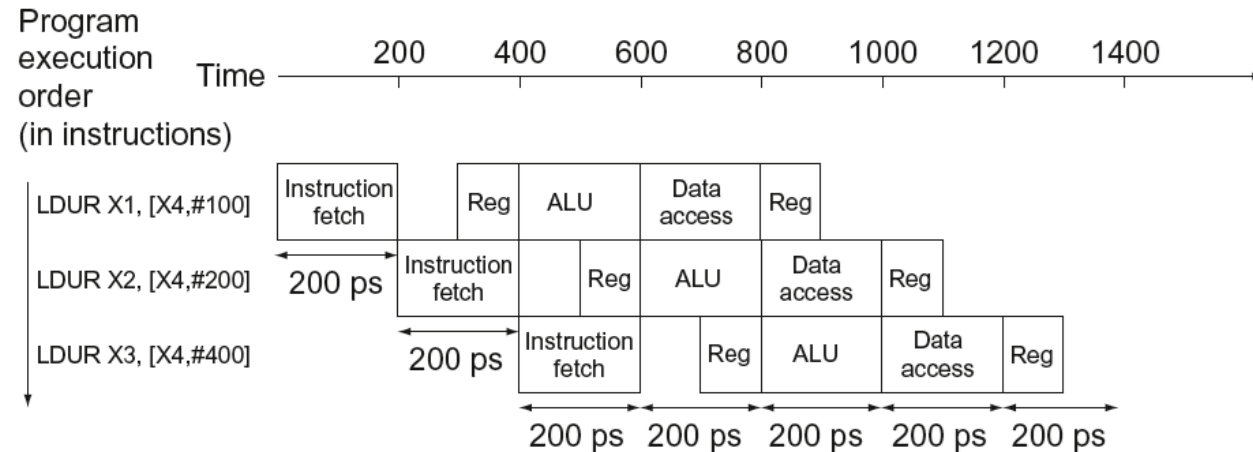 Program
execution
order
(in instructions)
Time
200 400 600 800 1000 1200 1400
LDUR X1, [X4,#100]
Instruction
fetch
Reg
ALU
Data
access
Reg
200 ps
LDUR X2, [X4,#200]
Instruction
fetch
Reg
ALU
Data
access
Reg
200 ps
LDUR X3, [X4,#400]
Instruction
fetch
Reg
ALU
Data
access
Reg
200 ps 200 ps 200 ps 200 ps 200 ps